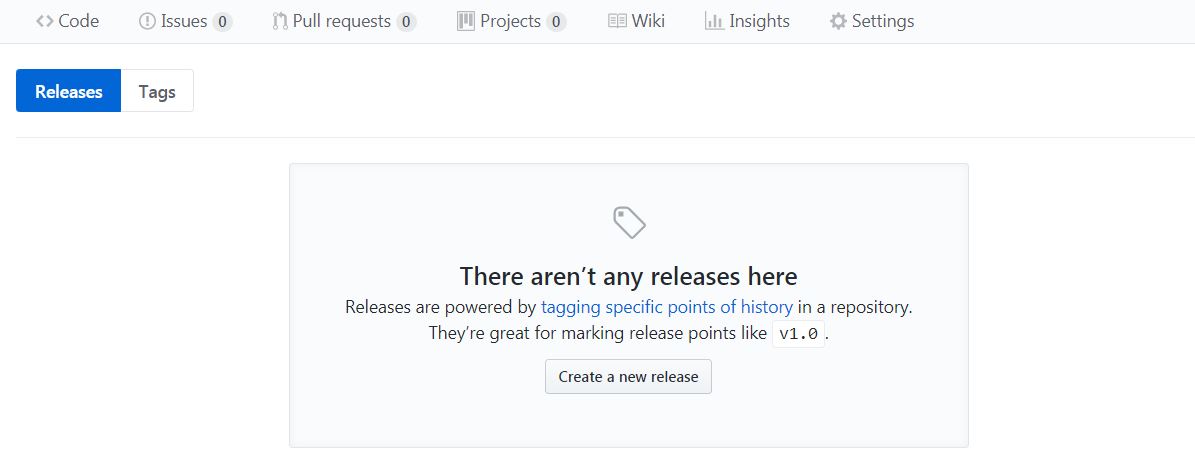 Code Issues 0 Pull requests 0 Projects 0 Wiki Insights Settings
Releases Tags
There aren’t any releases here
Releases are powered by tagging specific points of history in a repository.
They’re great for marking release points like v1.0.
Create a new release